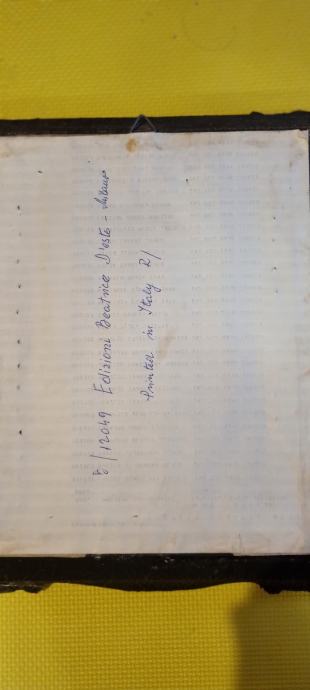 /12049 Edizioni Beatrice D'este - Milano
Printed in Italy R/